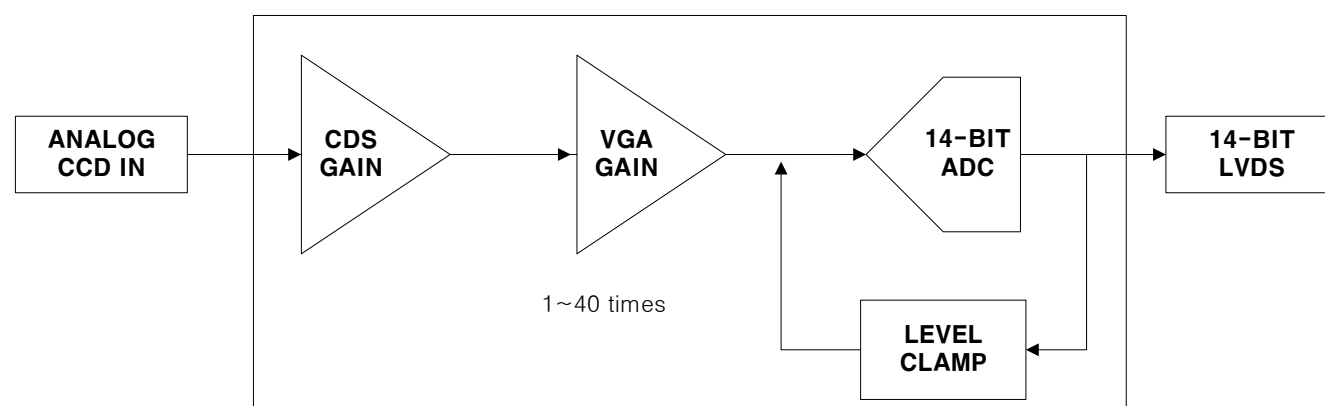 ANALOG
CCD IN
CDS
GAIN
VGA
GAIN
14-BIT
ADC
14-BIT
LVDS
1~40 times
LEVEL
CLAMP